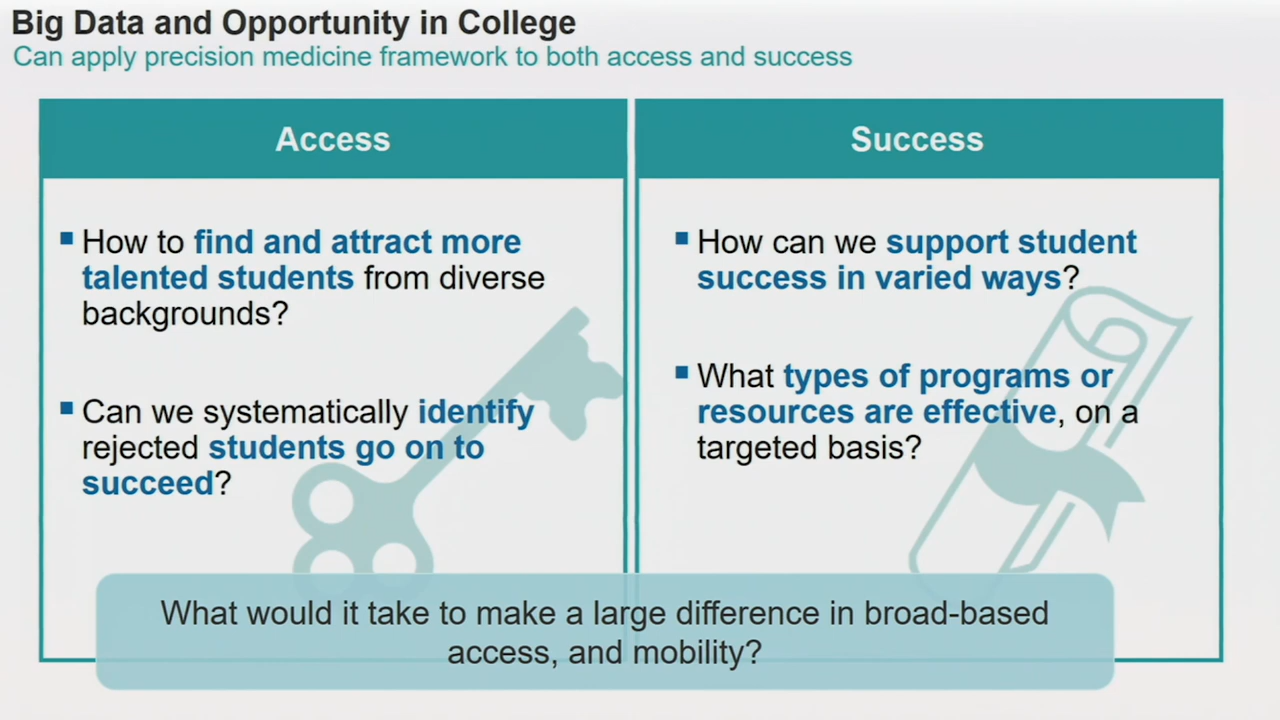 Big Data and Opportunity in College
Can apply precision medicine framework to both access and success
Access
How to find and attract more
talented students from diverse
backgrounds?
Can we systematically identify
rejected students go on to
succeed?
Success
How can we support student
success in varied ways?
What types of programs or
resources are effective, on a
targeted basis?
What would it take to make a large difference in broad-based
access, and mobility?